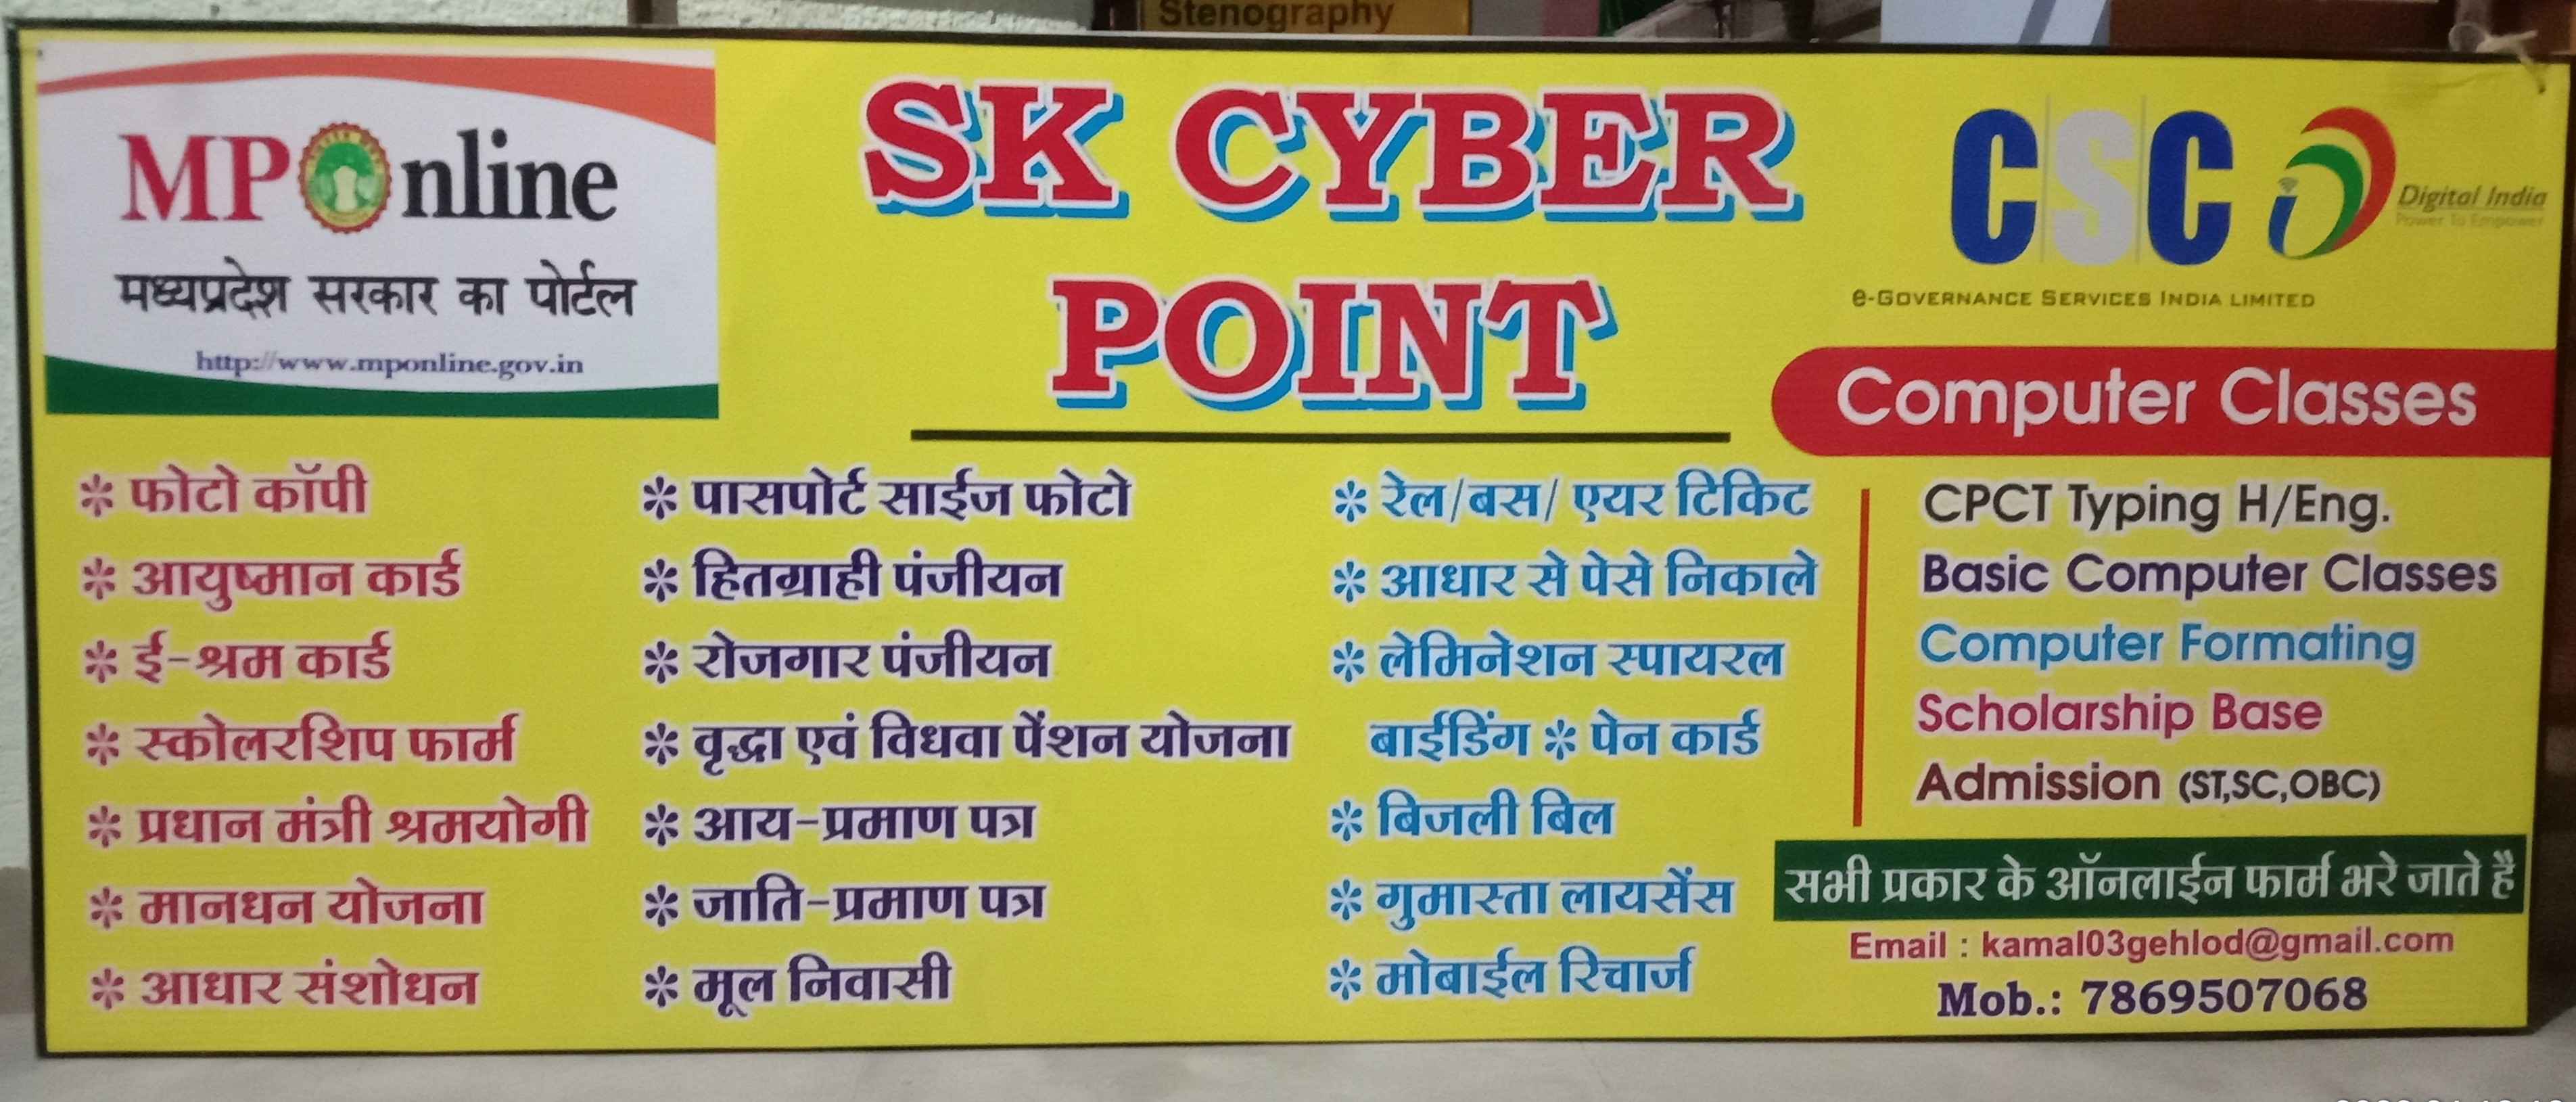 Stenography
MPOnline
मध्यप्रदेश सरकार का पोर्टल
http://www.mponline.gov.in
SK CYBER
POINT
CSC
Digital India
Power To Empower
e-GOVERNANCE SERVICES INDIA LIMITED
Computer Classes
* फोटो कॉपी
* आयुष्मान कार्ड
* ई-श्रम कार्ड
* स्कोलरशिप फार्म
* प्रधान मंत्री श्रमयोगी
* मानधन योजना
* आधार संशोधन
* पासपोर्ट साईज फोटो
* हितग्राही पंजीयन
* रोजगार पंजीयन
* वृद्धा एवं विधवा पेंशन योजना
* आय-प्रमाण पत्र
* जाति-प्रमाण पत्र
* मूल निवासी
* रेल/बस/ एयर टिकिट
* आधार से पेसे निकाले
* लेमिनेशन स्पायरल
बाईडिंग * पेन कार्ड
* बिजली बिल
* गुमास्ता लायसेंस
* मोबाईल रिचार्ज
CPCT Typing H/Eng.
Basic Computer Classes
Computer Formating
Scholarship Base
Admission (ST,SC,OBC)
सभी प्रकार के ऑनलाईन फार्म भरे जाते है
Email : kamal03gehlod@gmail.com
Mob.: 7869507068